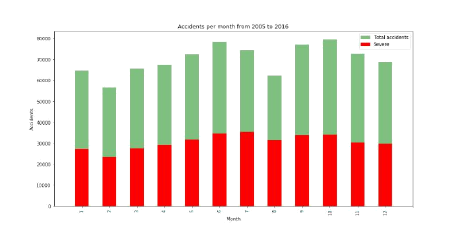 Accidents per month from 2005 to 2016
Total accidents
Severe
80000
70000
60000
50000
40000
30000
20000
10000
0
Accidents
1 2 3 4 5 6 7 8 9 10 11 12
Month